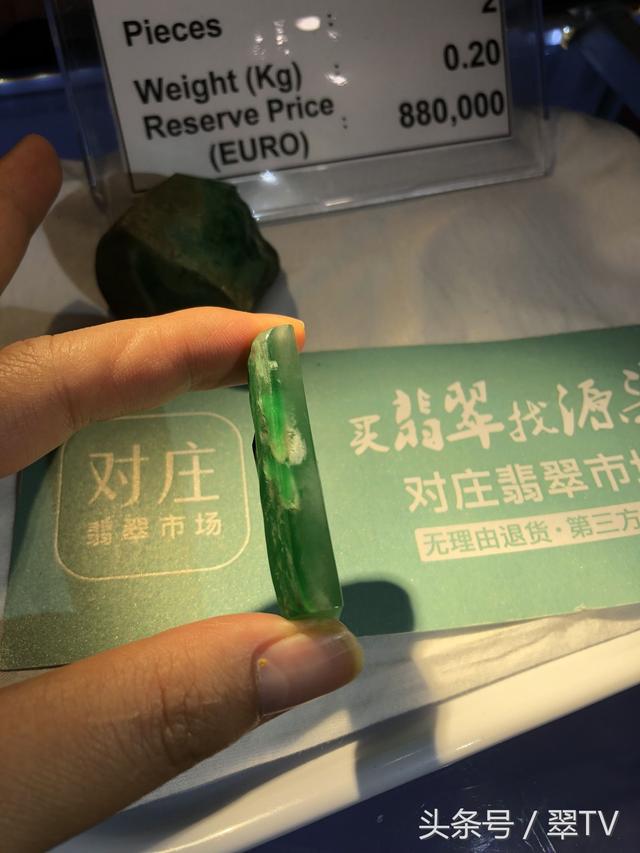 Pieces 2
Weight (Kg) : 0.20
Reserve Price : 880,000
(EURO)
买翡翠找源
对庄
翡翠市场
对庄翡翠市
无理由退货·第三方
头条号 / 翠TV